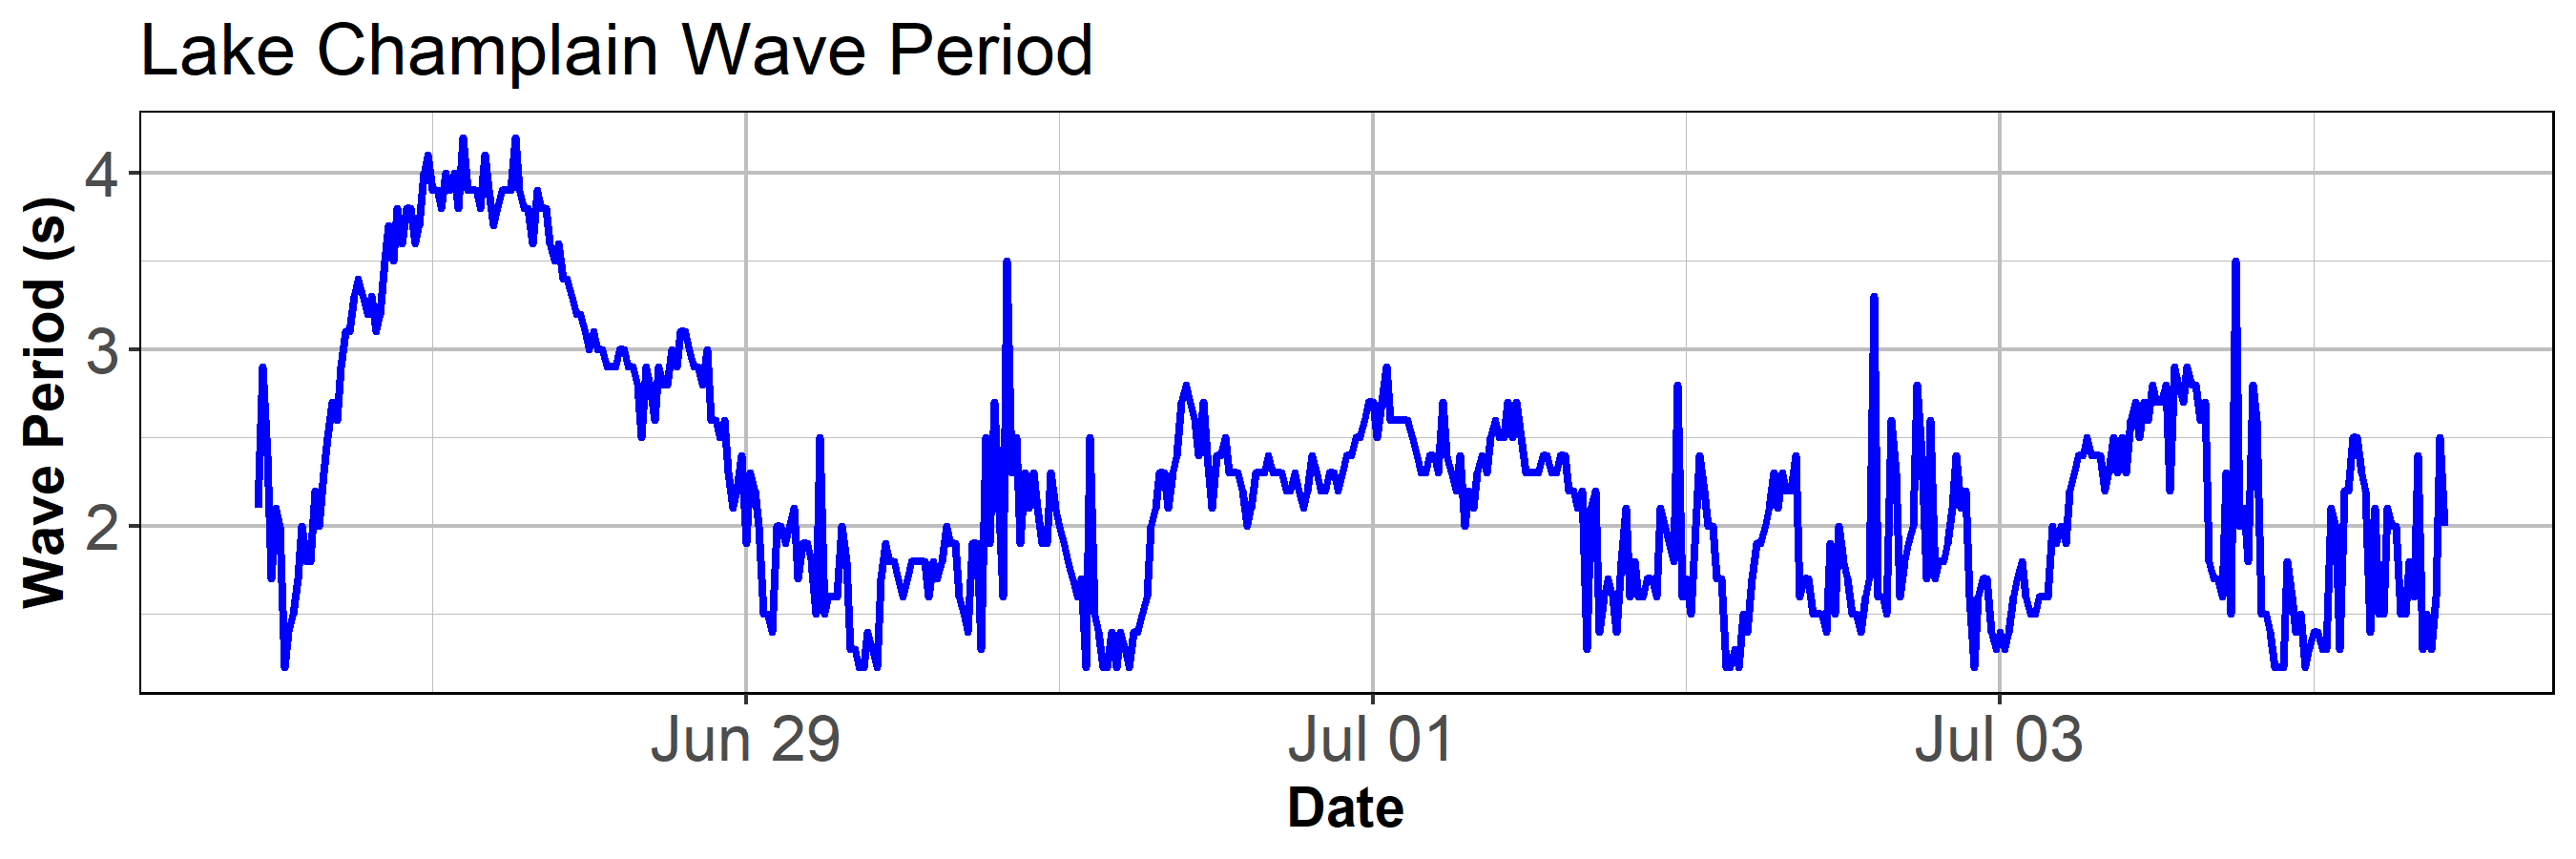 Lake Champlain Wave Period
Wave Period (s)
4
3
2
Jun 29
Jul 01
Jul 03
Date